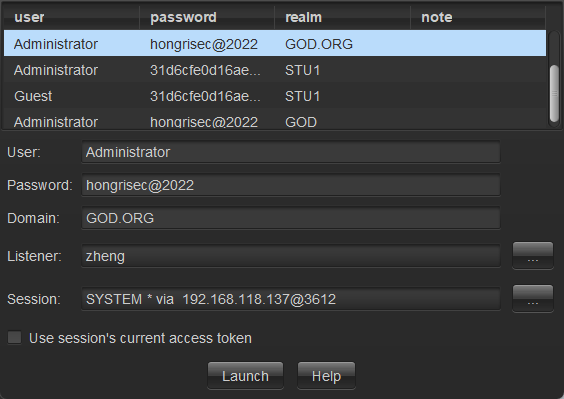 user password realm note
Administrator hongrisec@2022 GOD.ORG
Administrator 31d6cfe0d16ae... STU1
Guest 31d6cfe0d16ae... STU1
Administrator hongrisec@2022 GOD
User: Administrator
Password: hongrisec@2022
Domain: GOD.ORG
Listener: zheng ...
Session: SYSTEM * via 192.168.118.137@3612 ...
Use session's current access token
Launch Help